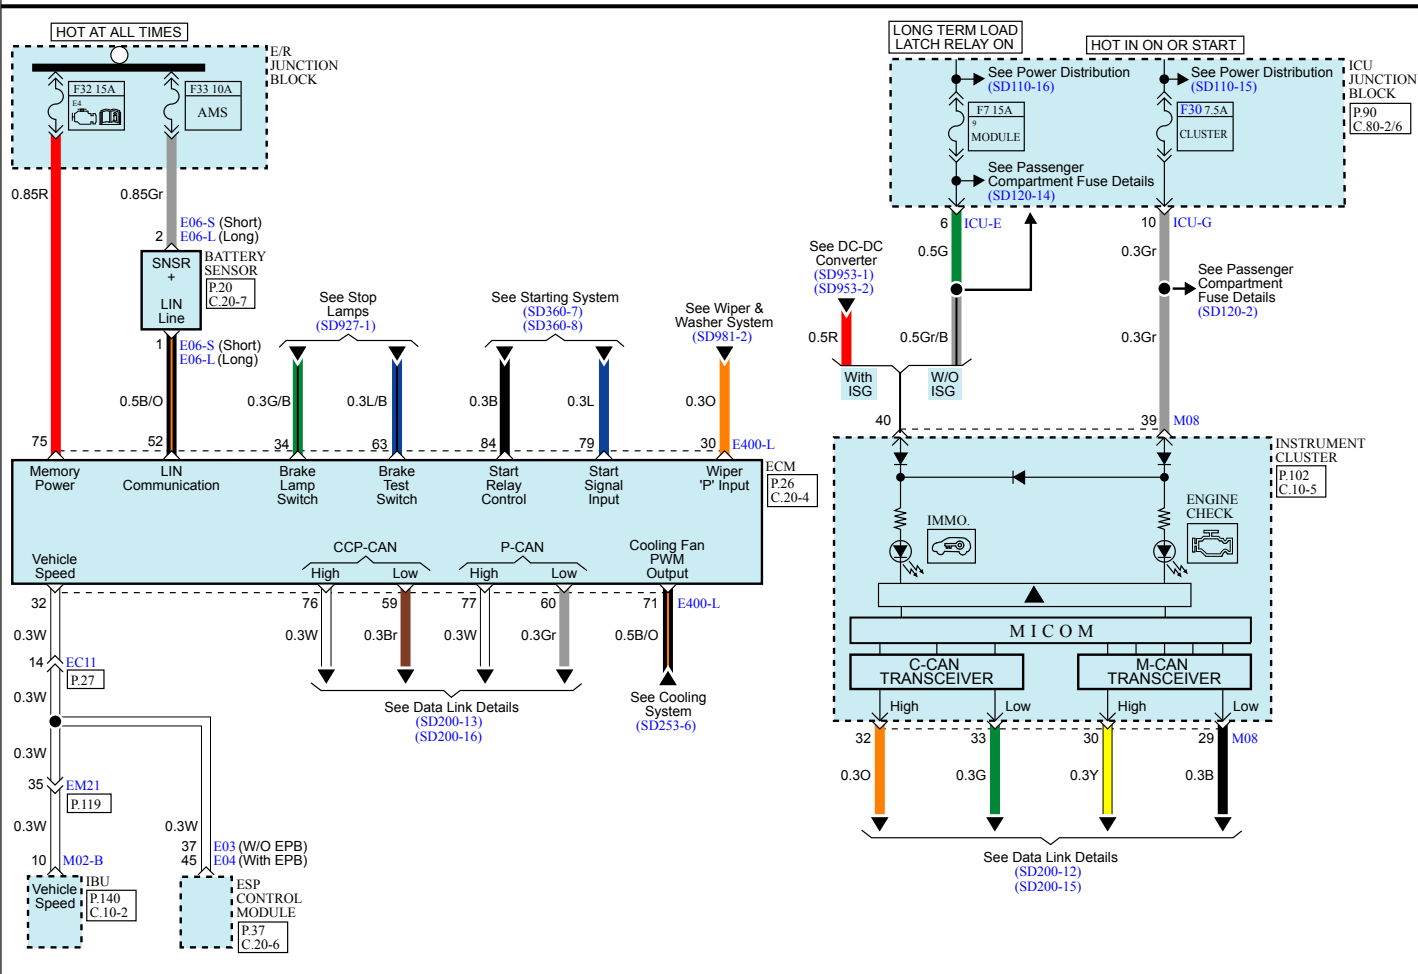 HOT AT ALL TIMES
E/R
JUNCTION
BLOCK
F32 15A
E4
F33 10A
AMS
0.85R
0.85Gr
E06-S (Short)
2 E06-L (Long)
SNSR
+
LIN
Line
BATTERY
SENSOR
P.20
C.20-7
1 E06-S (Short)
E06-L (Long)
See Stop
Lamps
(SD927-1)
See Starting System
(SD360-7)
(SD360-8)
See Wiper &
Washer System
(SD981-2)
0.5B/O
0.3G/B
0.3L/B
0.3B
0.3L
0.3O
75
52
34
63
84
79
30 E400-L
Memory
Power
LIN
Communication
Brake
Lamp
Switch
Brake
Test
Switch
Start
Relay
Control
Start
Signal
Input
Wiper
'P' Input
ECM
P.26
C.20-4
Vehicle
Speed
CCP-CAN
High
Low
P-CAN
High
Low
Cooling Fan
PWM
Output
32
76
59
77
60
71 E400-L
0.3W
0.3W
0.3Br
0.3W
0.3Gr
0.5B/O
14 EC11
P.27
0.3W
See Data Link Details
(SD200-13)
(SD200-16)
See Cooling
System
(SD253-6)
0.3W
35 EM21
P.119
0.3W
0.3W
10 M02-B
37 E03 (W/O EPB)
45 E04 (With EPB)
Vehicle
Speed
IBU
P.140
C.10-2
ESP
CONTROL
MODULE
P.37
C.20-6
LONG TERM LOAD
LATCH RELAY ON
HOT IN ON OR START
ICU
JUNCTION
BLOCK
P.90
C.80-2/6
See Power Distribution
(SD110-16)
See Power Distribution
(SD110-15)
F7 15A
9
MODULE
F30 7.5A
CLUSTER
See Passenger
Compartment Fuse Details
(SD120-14)
6 ICU-E
10 ICU-G
See DC-DC
Converter
(SD953-1)
(SD953-2)
0.5G
0.3Gr
See Passenger
Compartment
Fuse Details
(SD120-2)
0.5R
0.5Gr/B
0.3Gr
With
ISG
W/O
ISG
40
39 M08
INSTRUMENT
CLUSTER
P.102
C.10-5
IMMO.
ENGINE
CHECK
MICOM
C-CAN
TRANSCEIVER
M-CAN
TRANSCEIVER
High
Low
High
Low
32
33
30
29 M08
0.3O
0.3G
0.3Y
0.3B
See Data Link Details
(SD200-12)
(SD200-15)